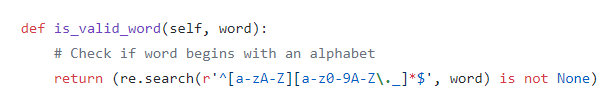 def is_valid_word(self, word):
    # Check if word begins with an alphabet
    return (re.search(r'^[a-zA-Z][a-z0-9A-Z\._]*$', word) is not None)